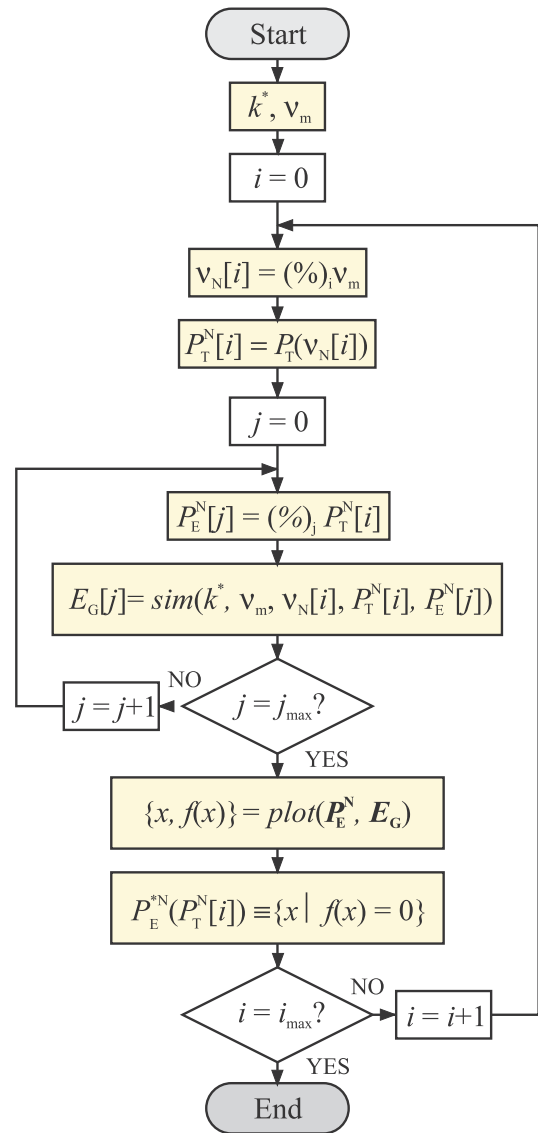 Start
k*, νm
i = 0
νN[i] = (%)i νm
PTN[i] = PT(νN[i])
j = 0
PEN[j] = (%)j PTN[i]
EG[j]= sim(k*, νm, νN[i], PTN[i], PEN[j])
NO
j = j+1
j = jmax?
YES
{x, f(x)} = plot(PEN, EG)
PE*N(PTN[i]) ≡ {x | f(x) = 0}
i = imax?
NO
i = i+1
YES
End